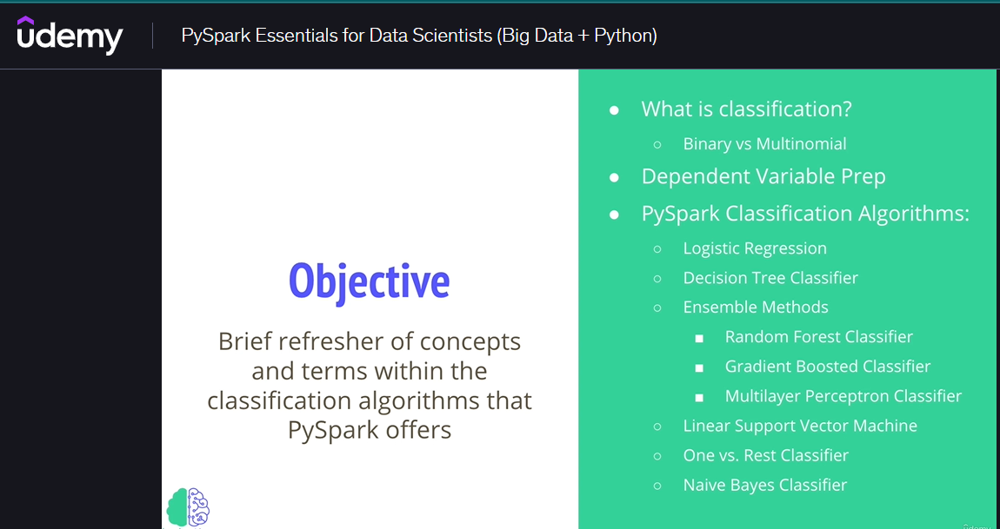 udemy
PySpark Essentials for Data Scientists (Big Data + Python)
Objective
Brief refresher of concepts
and terms within the
classification algorithms that
PySpark offers
What is classification?
Binary vs Multinomial
Dependent Variable Prep
PySpark Classification Algorithms:
Logistic Regression
Decision Tree Classifier
Ensemble Methods
Random Forest Classifier
Gradient Boosted Classifier
Multilayer Perceptron Classifier
Linear Support Vector Machine
One vs. Rest Classifier
Naive Bayes Classifier
udemy